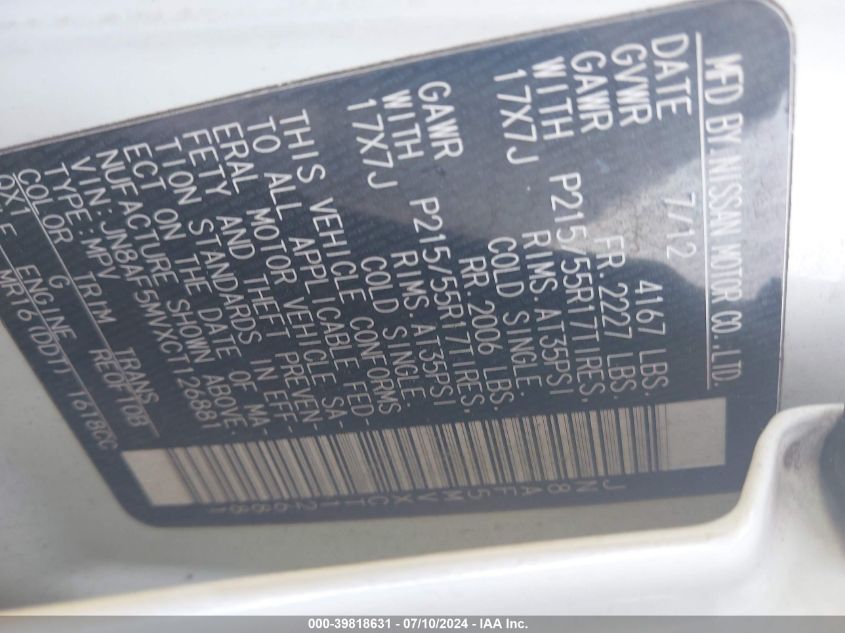 MFD BY NISSAN MOTOR CO.,LTD.
DATE 7/12
GVWR 4167 LBS.
GAWR FR. 2227 LBS.
WITH P215/55R17TIRES.
17X7J RIMS. AT35PSI
COLD SINGLE.
GAWR RR. 2006 LBS.
WITH P215/55R17TIRES.
17X7J RIMS. AT35PSI
COLD SINGLE.
THIS VEHICLE CONFORMS
TO ALL APPLICABLE FED-
ERAL MOTOR VEHICLE SA-
FETY AND THEFT PREVEN-
TION STANDARDS IN EFF-
ECT ON THE DATE OF MA-
NUFACTURE SHOWN ABOVE.
VIN: JN8AF5MVXCT126881
TYPE: MPV
COLOR TRIM TRANS
QX1 G RE0F10B
ENGINE
MR16(DDT) 1618CC
JN8AF5MVXCT126881
000-39818631 - 07/10/2024 - IAA Inc.